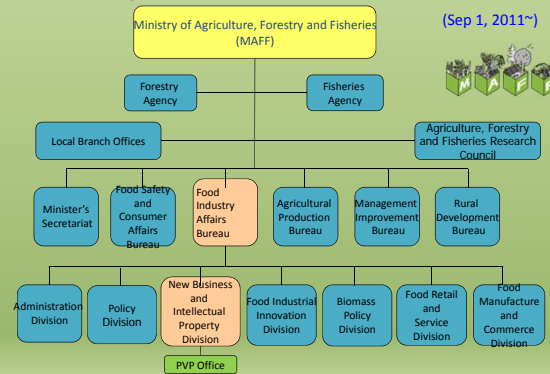 Ministry of Agriculture, Forestry and Fisheries
(MAFF)
(Sep 1, 2011~)
M A F F
Forestry
Agency
Fisheries
Agency
Local Branch Offices
Agriculture, Forestry
and Fisheries Research
Council
Minister's
Secretariat
Food Safety
and
Consumer
Affairs
Bureau
Food
Industry
Affairs
Bureau
Agricultural
Production
Bureau
Management
Improvement
Bureau
Rural
Development
Bureau
Administration
Division
Policy
Division
New Business
and
Intellectual
Property
Division
Food Industrial
Innovation
Division
Biomass
Policy
Division
Food Retail
and
Service
Division
Food
Manufacture
and
Commerce
Division
PVP Office